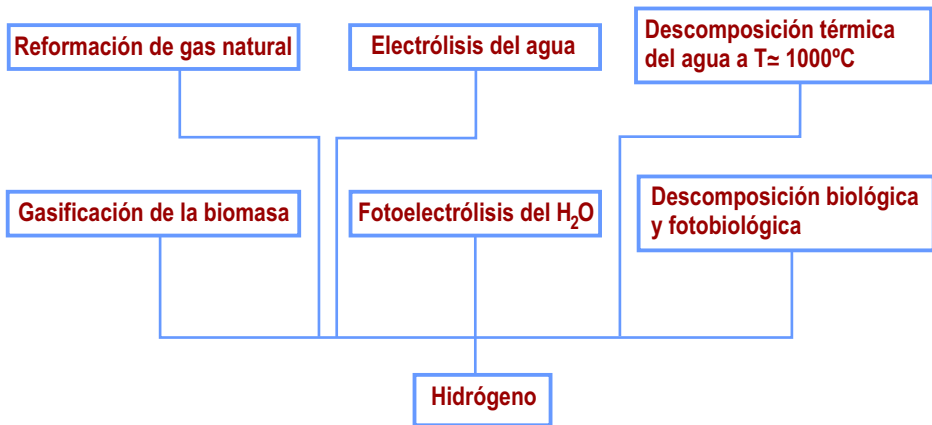 Reformación de gas natural
Electrólisis del agua
Descomposición térmica
del agua a T≃ 1000ºC
Gasificación de la biomasa
Fotoelectrólisis del H₂O
Descomposición biológica
y fotobiológica
Hidrógeno